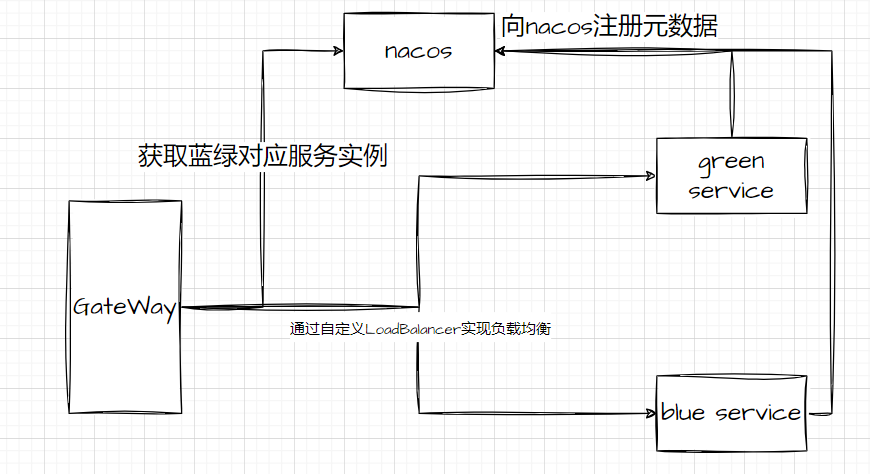 向nacos注册元数据
nacos
获取蓝绿对应服务实例
green
service
GateWay
通过自定义LoadBalancer实现负载均衡
blue service